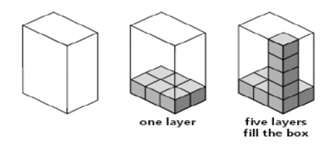 one layer
five layers
fill the box